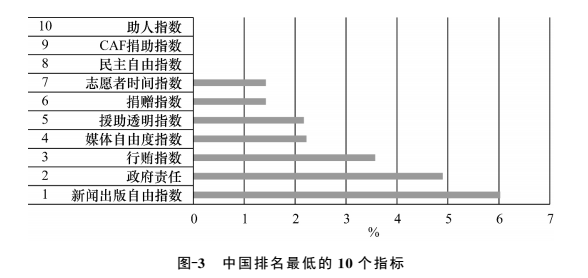 10 助人指数
9 CAF捐助指数
8 民主自由指数
7 志愿者时间指数
6 捐赠指数
5 援助透明指数
4 媒体自由度指数
3 行贿指数
2 政府责任
1 新闻出版自由指数
0 1 2 3 4 5 6 7
%
图-3 中国排名最低的 10 个指标